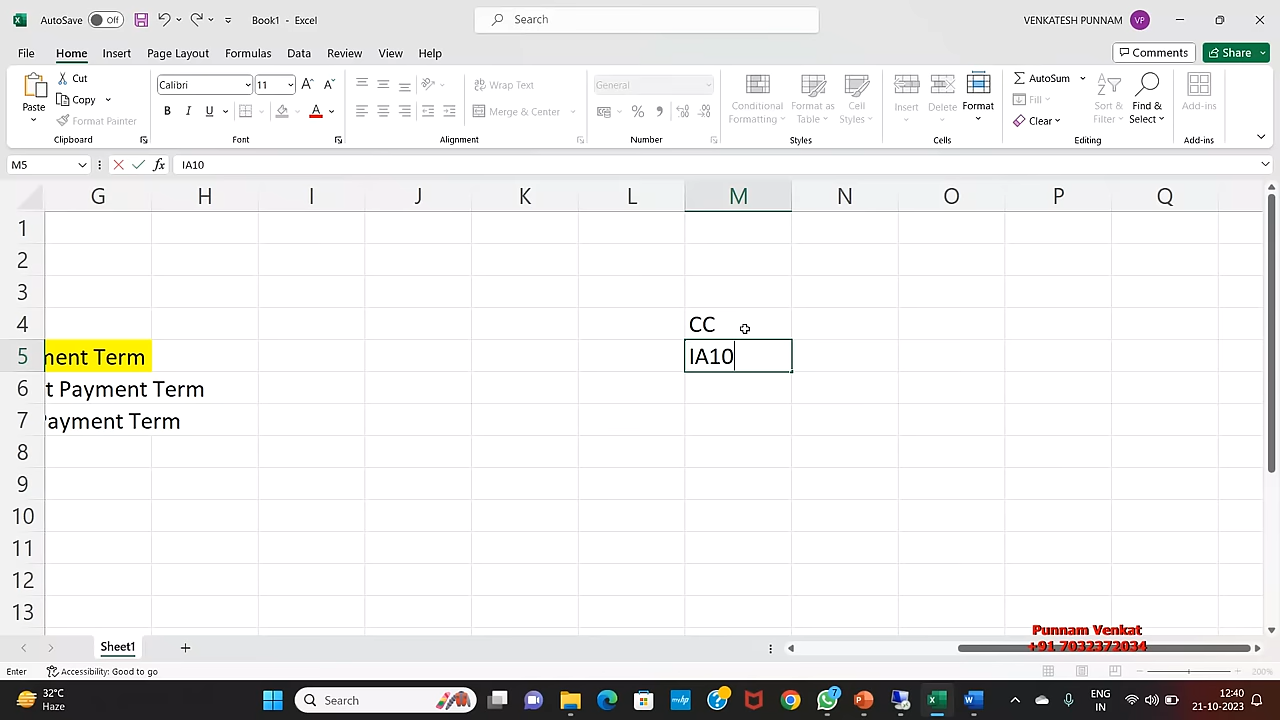 AutoSave Off Book1 - Excel Search VENKATESH PUNNAM VP
File Home Insert Page Layout Formulas Data Review View Help Comments Share
Paste Cut Copy Format Painter Clipboard
Calibri 11 B I U A Font
Wrap Text Merge & Center Alignment
General % Number
Conditional Formatting Format Table Cell Styles Styles
Insert Delete Format Cells
AutoSum Fill Clear Sort & Filter Find & Select Editing
Add-ins Add-ins
M5 fx IA10
G H I J K L M N O P Q
1
2
3
4 CC
5 ment Term IA10
6 t Payment Term
7 Payment Term
8
9
10
11
12
13
Punnam Venkat
+91 7032372034
Sheet1
Enter Accessibility: Good to go 200%
32°C
Haze
Search
7
ENG
IN
12:40
21-10-2023